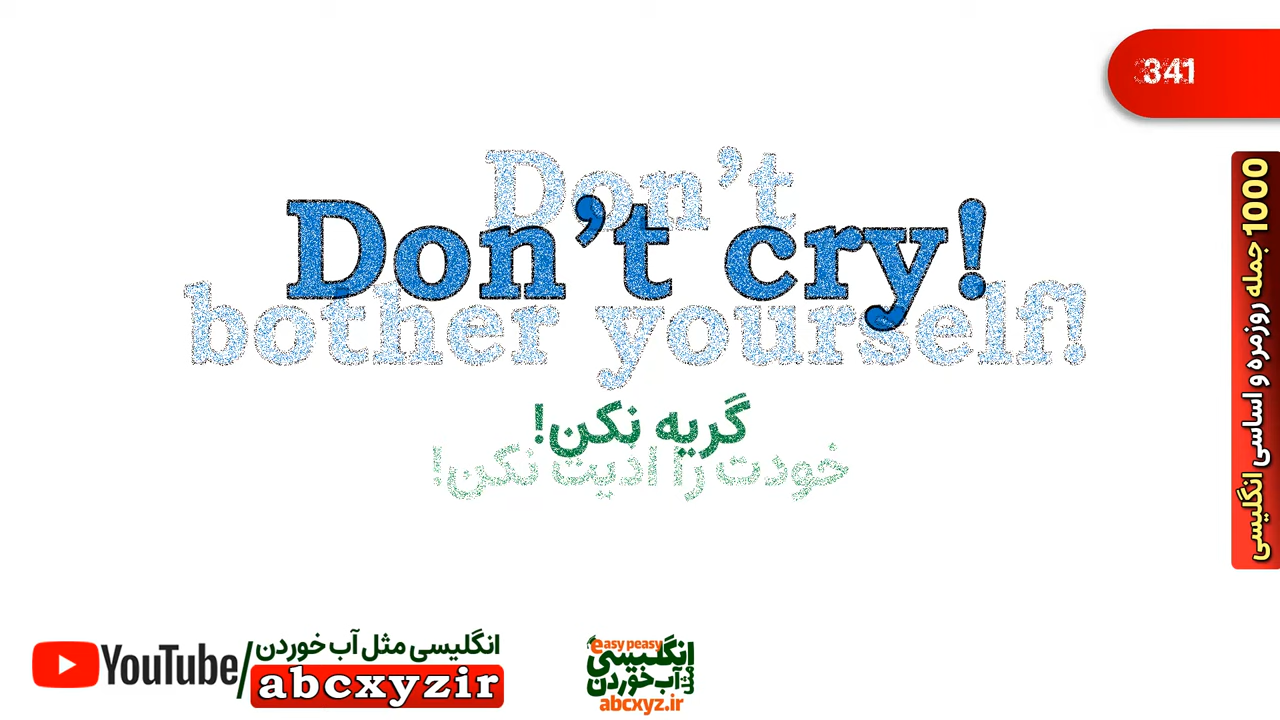 341
Don't
Don't cry!
bother yourself!
گریه نکن!
خودت را اذیت نکن!
1000 جمله روزمره و اساسی انگلیسی
YouTube/
انگلیسی مثل آب خوردن
abcxyzir
easy peasy
انگلیسی
مثل
آب خوردن
abcxyz.ir